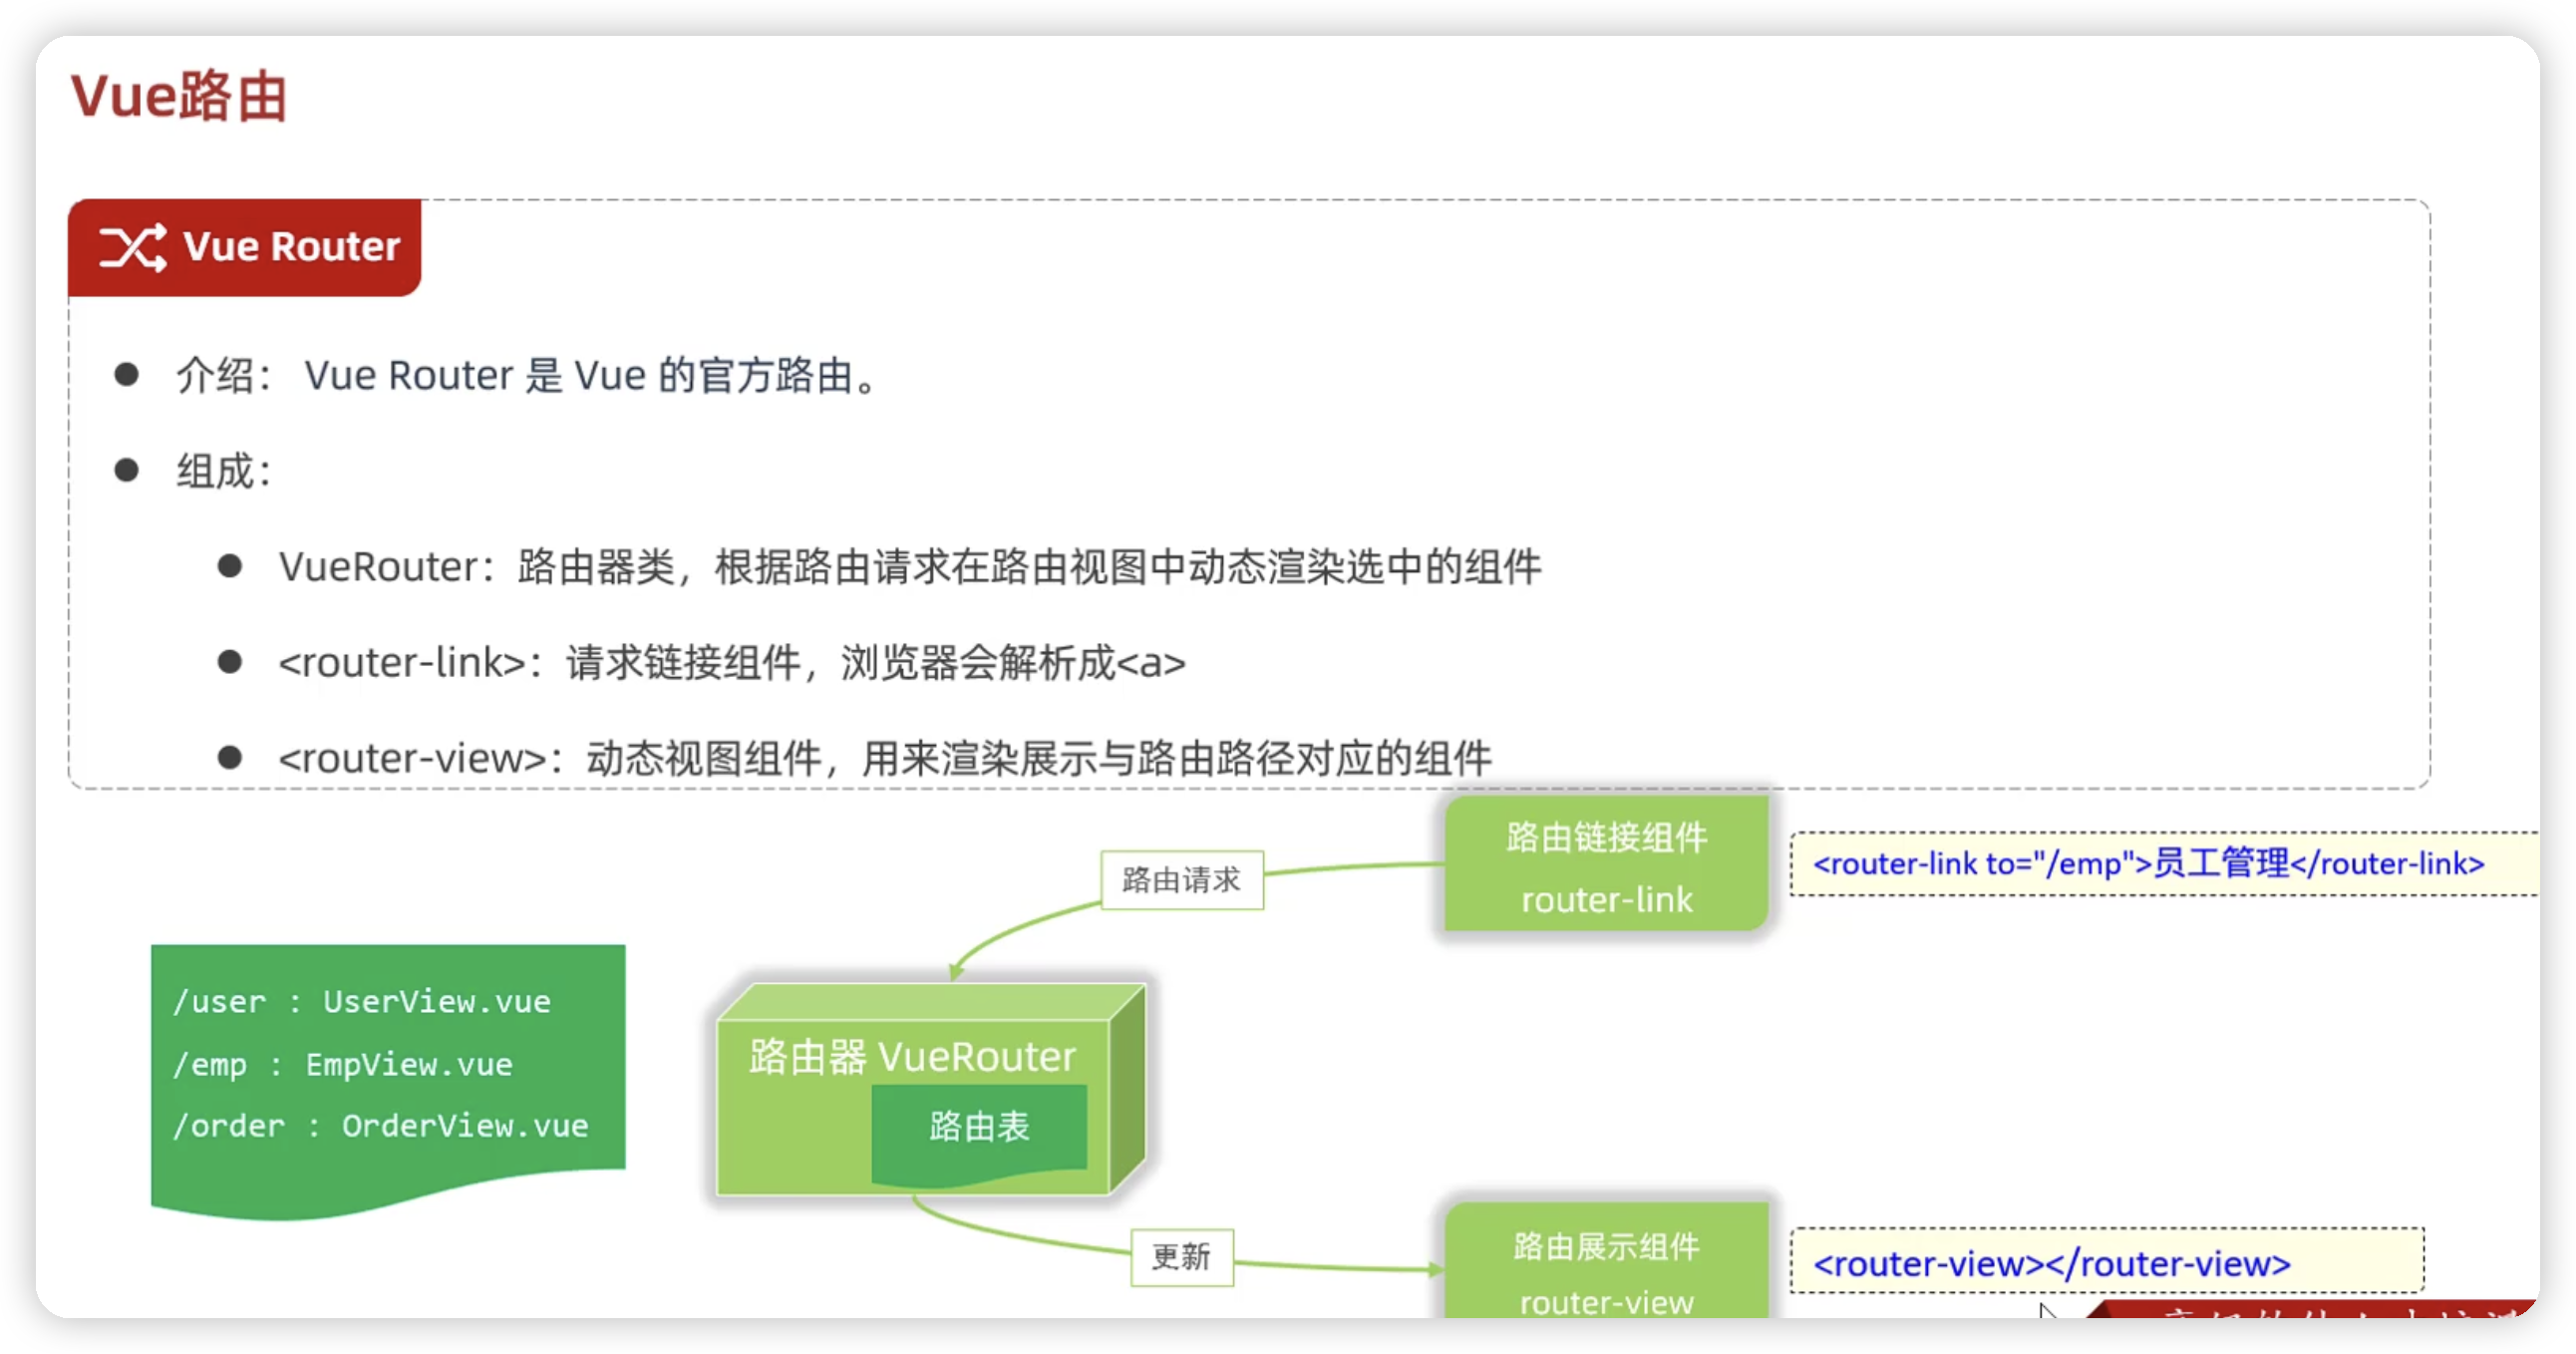 Vue路由
Vue Router
介绍： Vue Router 是 Vue 的官方路由。
组成：
VueRouter：路由器类，根据路由请求在路由视图中动态渲染选中的组件
<router-link>：请求链接组件，浏览器会解析成<a>
<router-view>：动态视图组件，用来渲染展示与路由路径对应的组件
路由链接组件
router-link
<router-link to="/emp">员工管理</router-link>
路由请求
/user : UserView.vue
/emp : EmpView.vue
/order : OrderView.vue
路由器 VueRouter
路由表
更新
路由展示组件
router-view
<router-view></router-view>